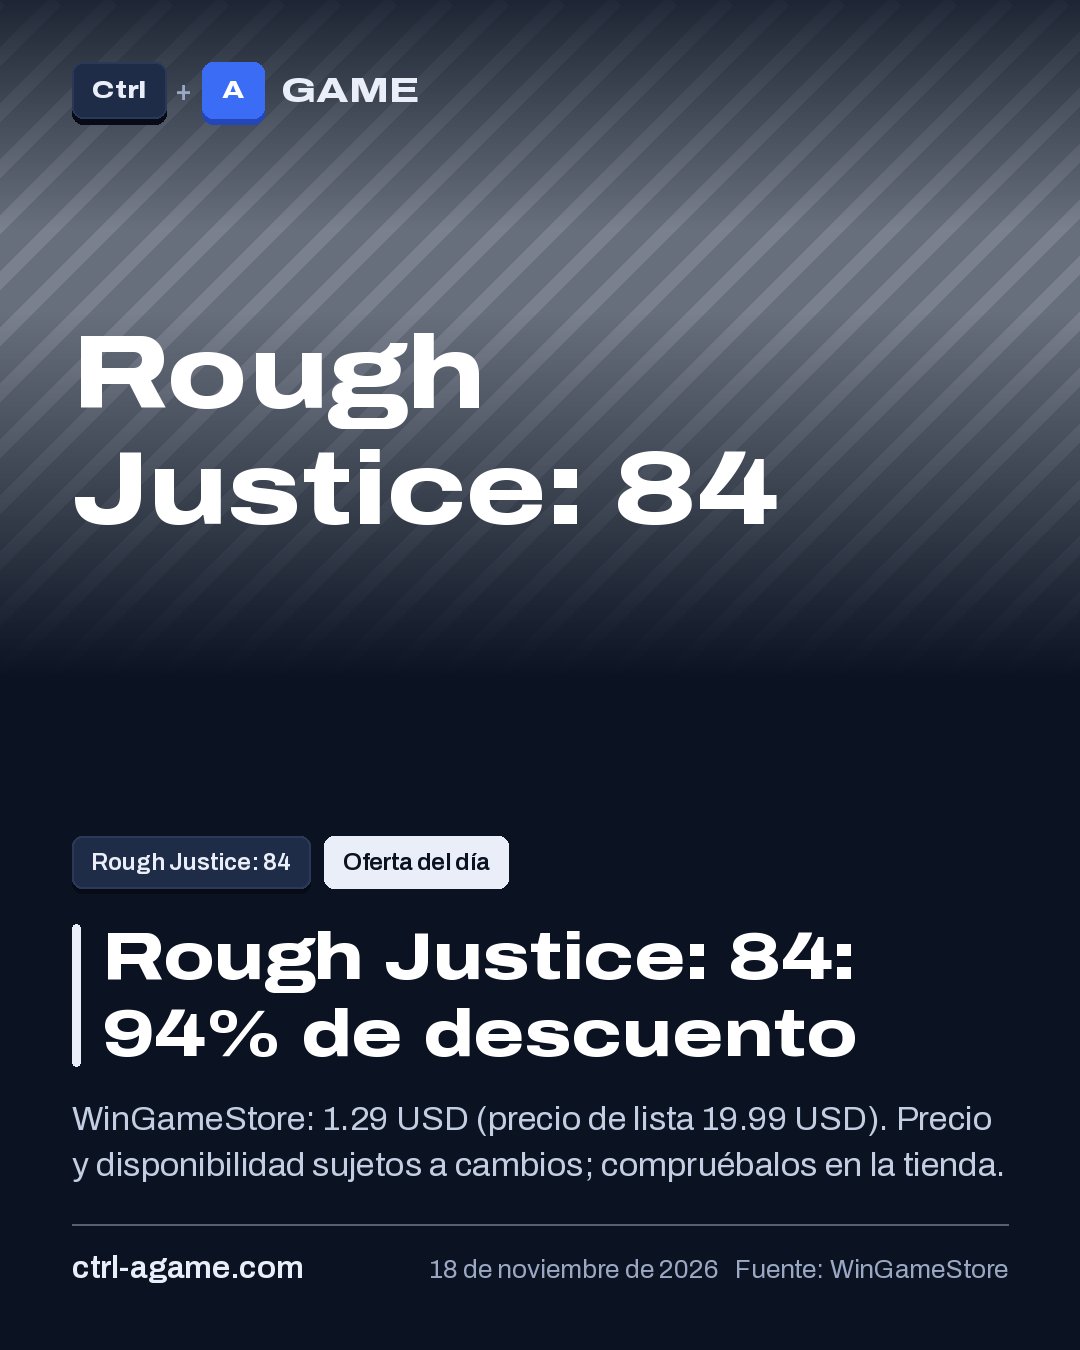 Ctrl + A GAME
Rough
Justice: 84
Rough Justice: 84 Oferta del día
Rough Justice: 84:
94% de descuento
WinGameStore: 1.29 USD (precio de lista 19.99 USD). Precio
y disponibilidad sujetos a cambios; compruébalos en la tienda.
ctrl-agame.com 18 de noviembre de 2026 Fuente: WinGameStore